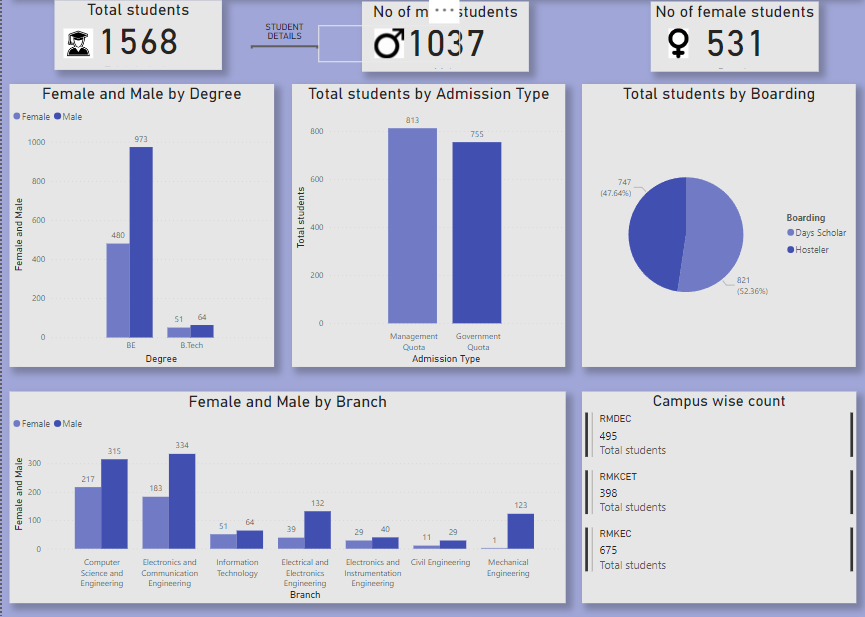 Total students
1568
STUDENT
DETAILS
No of m students
1037
No of female students
531
Female and Male by Degree
Female Male
Female and Male
1000
800
600
400
200
0
480
973
51
64
BE
B.Tech
Degree
Total students by Admission Type
Total students
800
600
400
200
0
813
755
Management
Quota
Government
Quota
Admission Type
Total students by Boarding
747
(47.64%)
821
(52.36%)
Boarding
Days Scholar
Hosteler
Female and Male by Branch
Female Male
Female and Male
300
200
100
0
217
315
183
334
51
64
39
132
29
40
11
29
1
123
Computer
Science and
Engineering
Electronics and
Communication
Engineering
Information
Technology
Electrical and
Electronics
Engineering
Electronics and
Instrumentation
Engineering
Civil Engineering
Mechanical
Engineering
Branch
Campus wise count
RMDEC
495
Total students
RMKCET
398
Total students
RMKEC
675
Total students